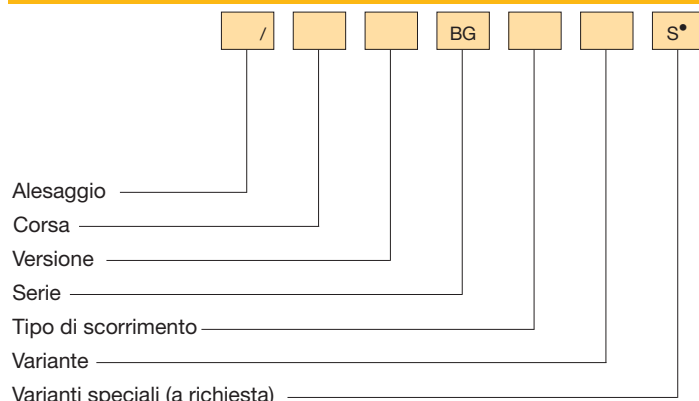 / BG S•
Alesaggio
Corsa
Versione
Serie
Tipo di scorrimento
Variante
Varianti speciali (a richiesta)